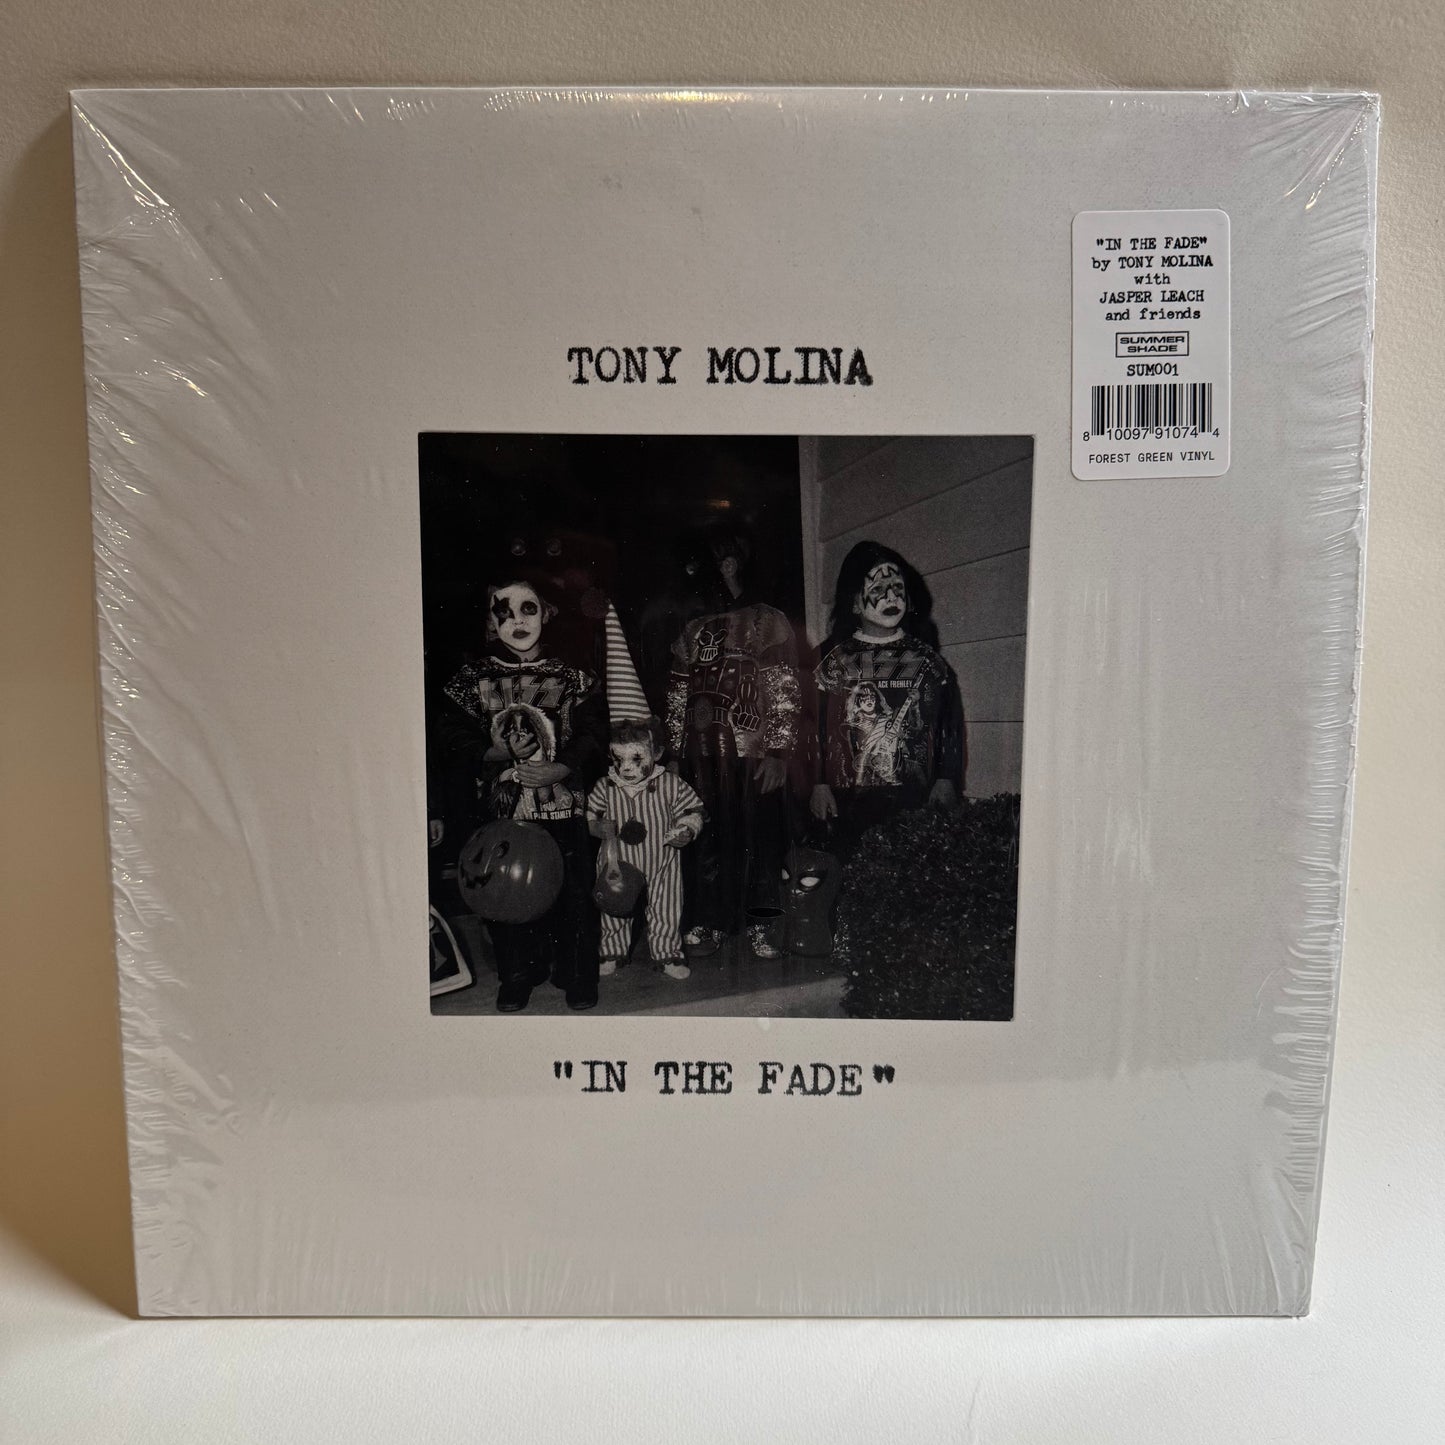 "IN THE FADE"
by TONY MOLINA
with
JASPER LEACH
and friends
SUMMER
SHADE
SUM001
8 10097 91074 4
FOREST GREEN VINYL
TONY MOLINA
KISS
PAUL STANLEY
KISS
ACE FREHLEY
"IN THE FADE"